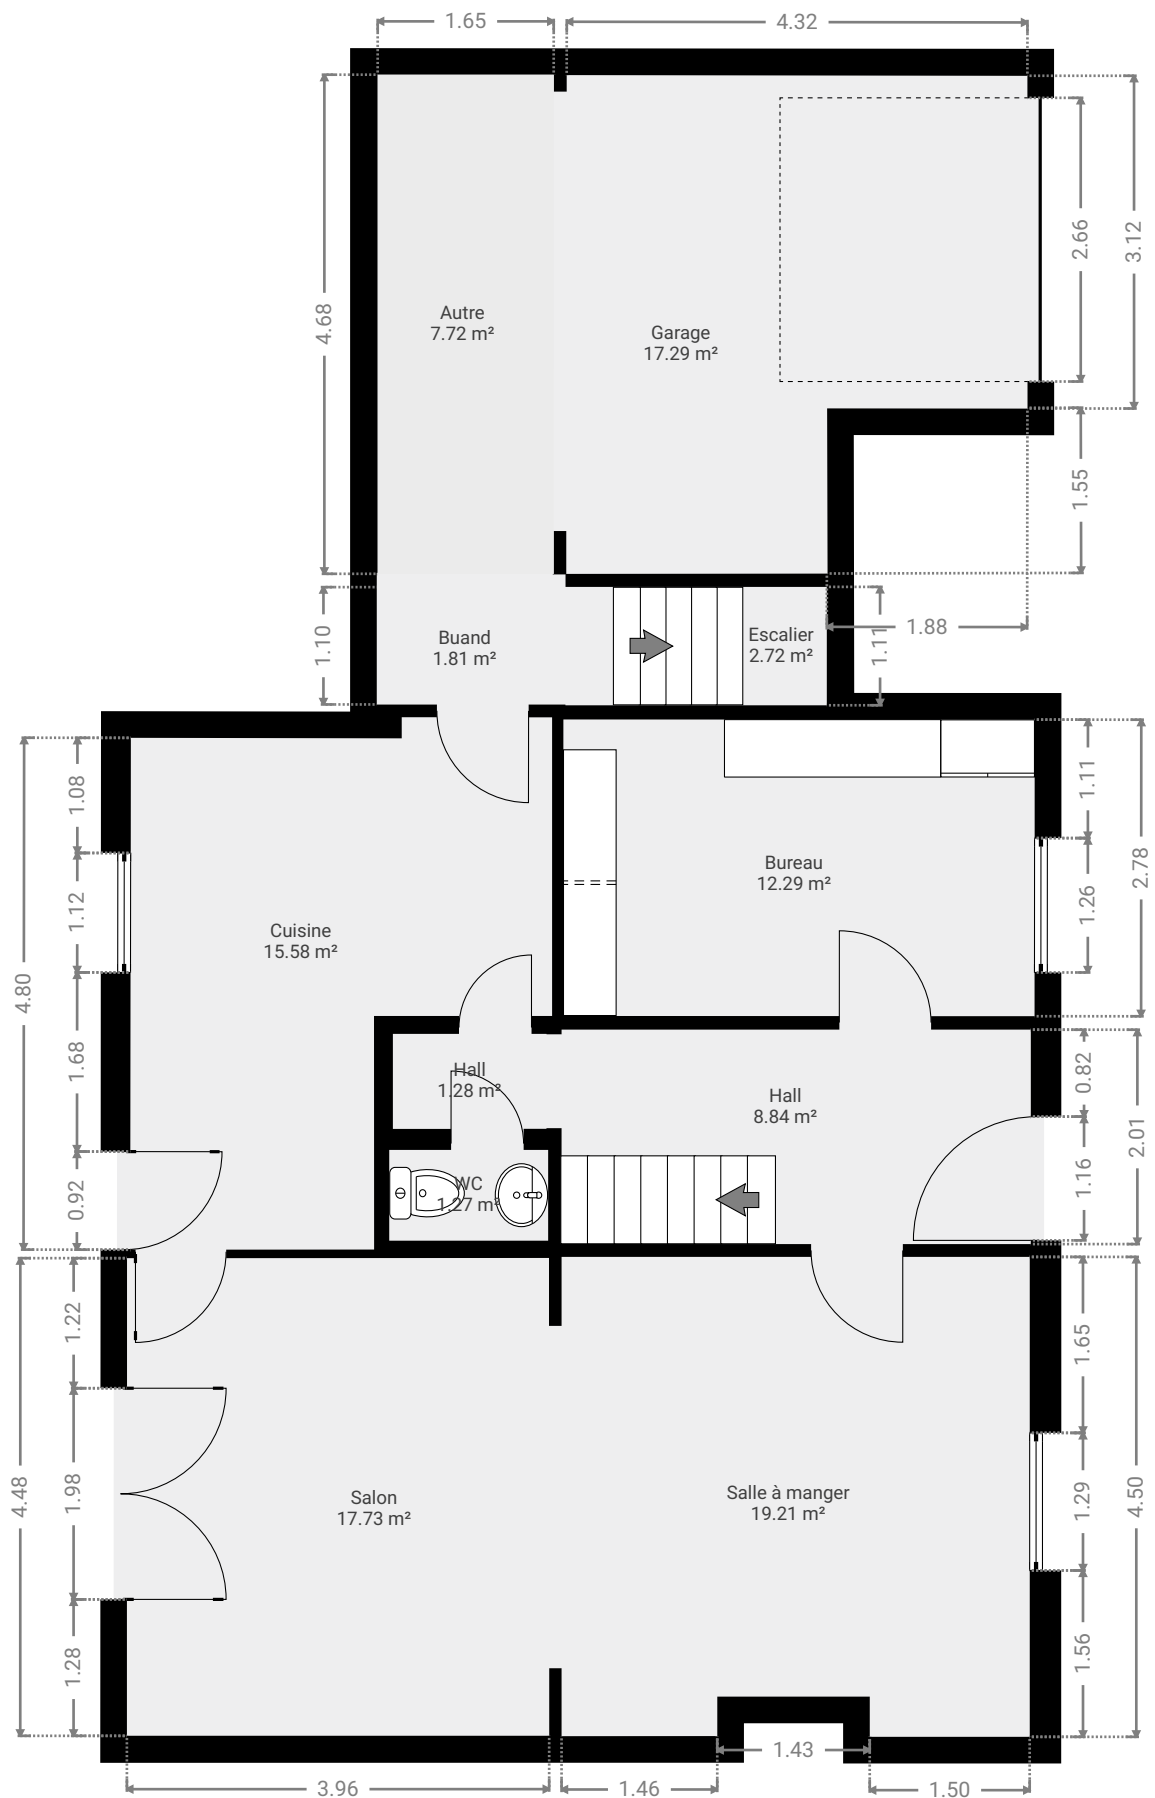 1.65
4.32
4.68
2.66
3.12
Autre
7.72 m²
Garage
17.29 m²
1.55
1.10
Buand
1.81 m²
Escalier
2.72 m²
1.11
1.88
1.08
1.11
2.78
1.12
Bureau
12.29 m²
1.26
Cuisine
15.58 m²
4.80
1.68
Hall
1.28 m²
0.82
Hall
8.84 m²
2.01
0.92
WC
1.27 m²
1.16
1.22
1.65
4.48
1.98
Salon
17.73 m²
Salle à manger
19.21 m²
1.29
4.50
1.28
1.56
1.43
3.96
1.46
1.50